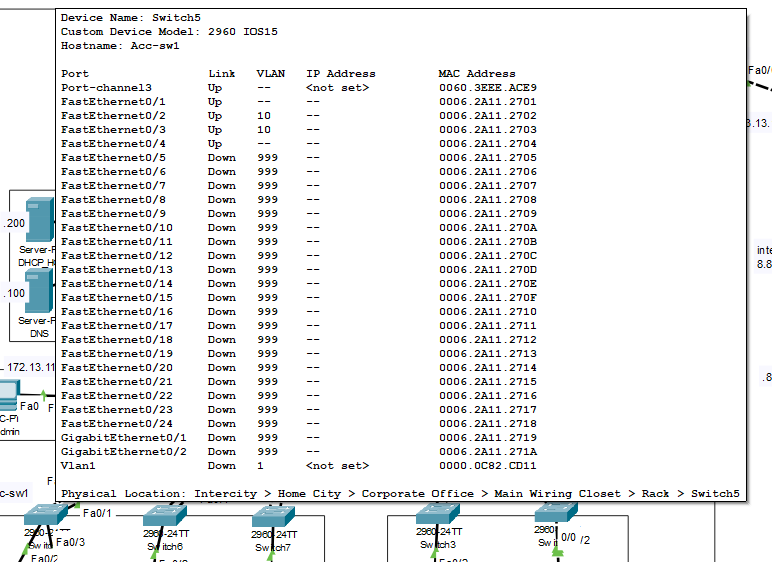 Device Name: Switch5
Custom Device Model: 2960 IOS15
Hostname: Acc-sw1
Port Link VLAN IP Address MAC Address
Port-channel3 Up -- <not set> 0060.3EEE.ACE9
FastEthernet0/1 Up -- -- 0006.2A11.2701
FastEthernet0/2 Up 10 -- 0006.2A11.2702
FastEthernet0/3 Up 10 -- 0006.2A11.2703
FastEthernet0/4 Up -- -- 0006.2A11.2704
FastEthernet0/5 Down 999 -- 0006.2A11.2705
FastEthernet0/6 Down 999 -- 0006.2A11.2706
FastEthernet0/7 Down 999 -- 0006.2A11.2707
FastEthernet0/8 Down 999 -- 0006.2A11.2708
FastEthernet0/9 Down 999 -- 0006.2A11.2709
FastEthernet0/10 Down 999 -- 0006.2A11.270A
FastEthernet0/11 Down 999 -- 0006.2A11.270B
FastEthernet0/12 Down 999 -- 0006.2A11.270C
FastEthernet0/13 Down 999 -- 0006.2A11.270D
FastEthernet0/14 Down 999 -- 0006.2A11.270E
FastEthernet0/15 Down 999 -- 0006.2A11.270F
FastEthernet0/16 Down 999 -- 0006.2A11.2710
FastEthernet0/17 Down 999 -- 0006.2A11.2711
FastEthernet0/18 Down 999 -- 0006.2A11.2712
FastEthernet0/19 Down 999 -- 0006.2A11.2713
FastEthernet0/20 Down 999 -- 0006.2A11.2714
FastEthernet0/21 Down 999 -- 0006.2A11.2715
FastEthernet0/22 Down 999 -- 0006.2A11.2716
FastEthernet0/23 Down 999 -- 0006.2A11.2717
FastEthernet0/24 Down 999 -- 0006.2A11.2718
GigabitEthernet0/1 Down 999 -- 0006.2A11.2719
GigabitEthernet0/2 Down 999 -- 0006.2A11.271A
Vlan1 Down 1 <not set> 0000.0C82.CD11
Physical Location: Intercity > Home City > Corporate Office > Main Wiring Closet > Rack > Switch5
.200
Server-P
DHCP_H
.100
Server-P
DNS
172.13.11
Fa0
dmin
Fa0/
3.13.
inte
8.8
.8
c-sw1
Fa0/1
Fa0/3
Fa0/2
2960-24TT
Switch6
2960-24TT
Switch7
2960-24TT
Switch3
0/0
/2